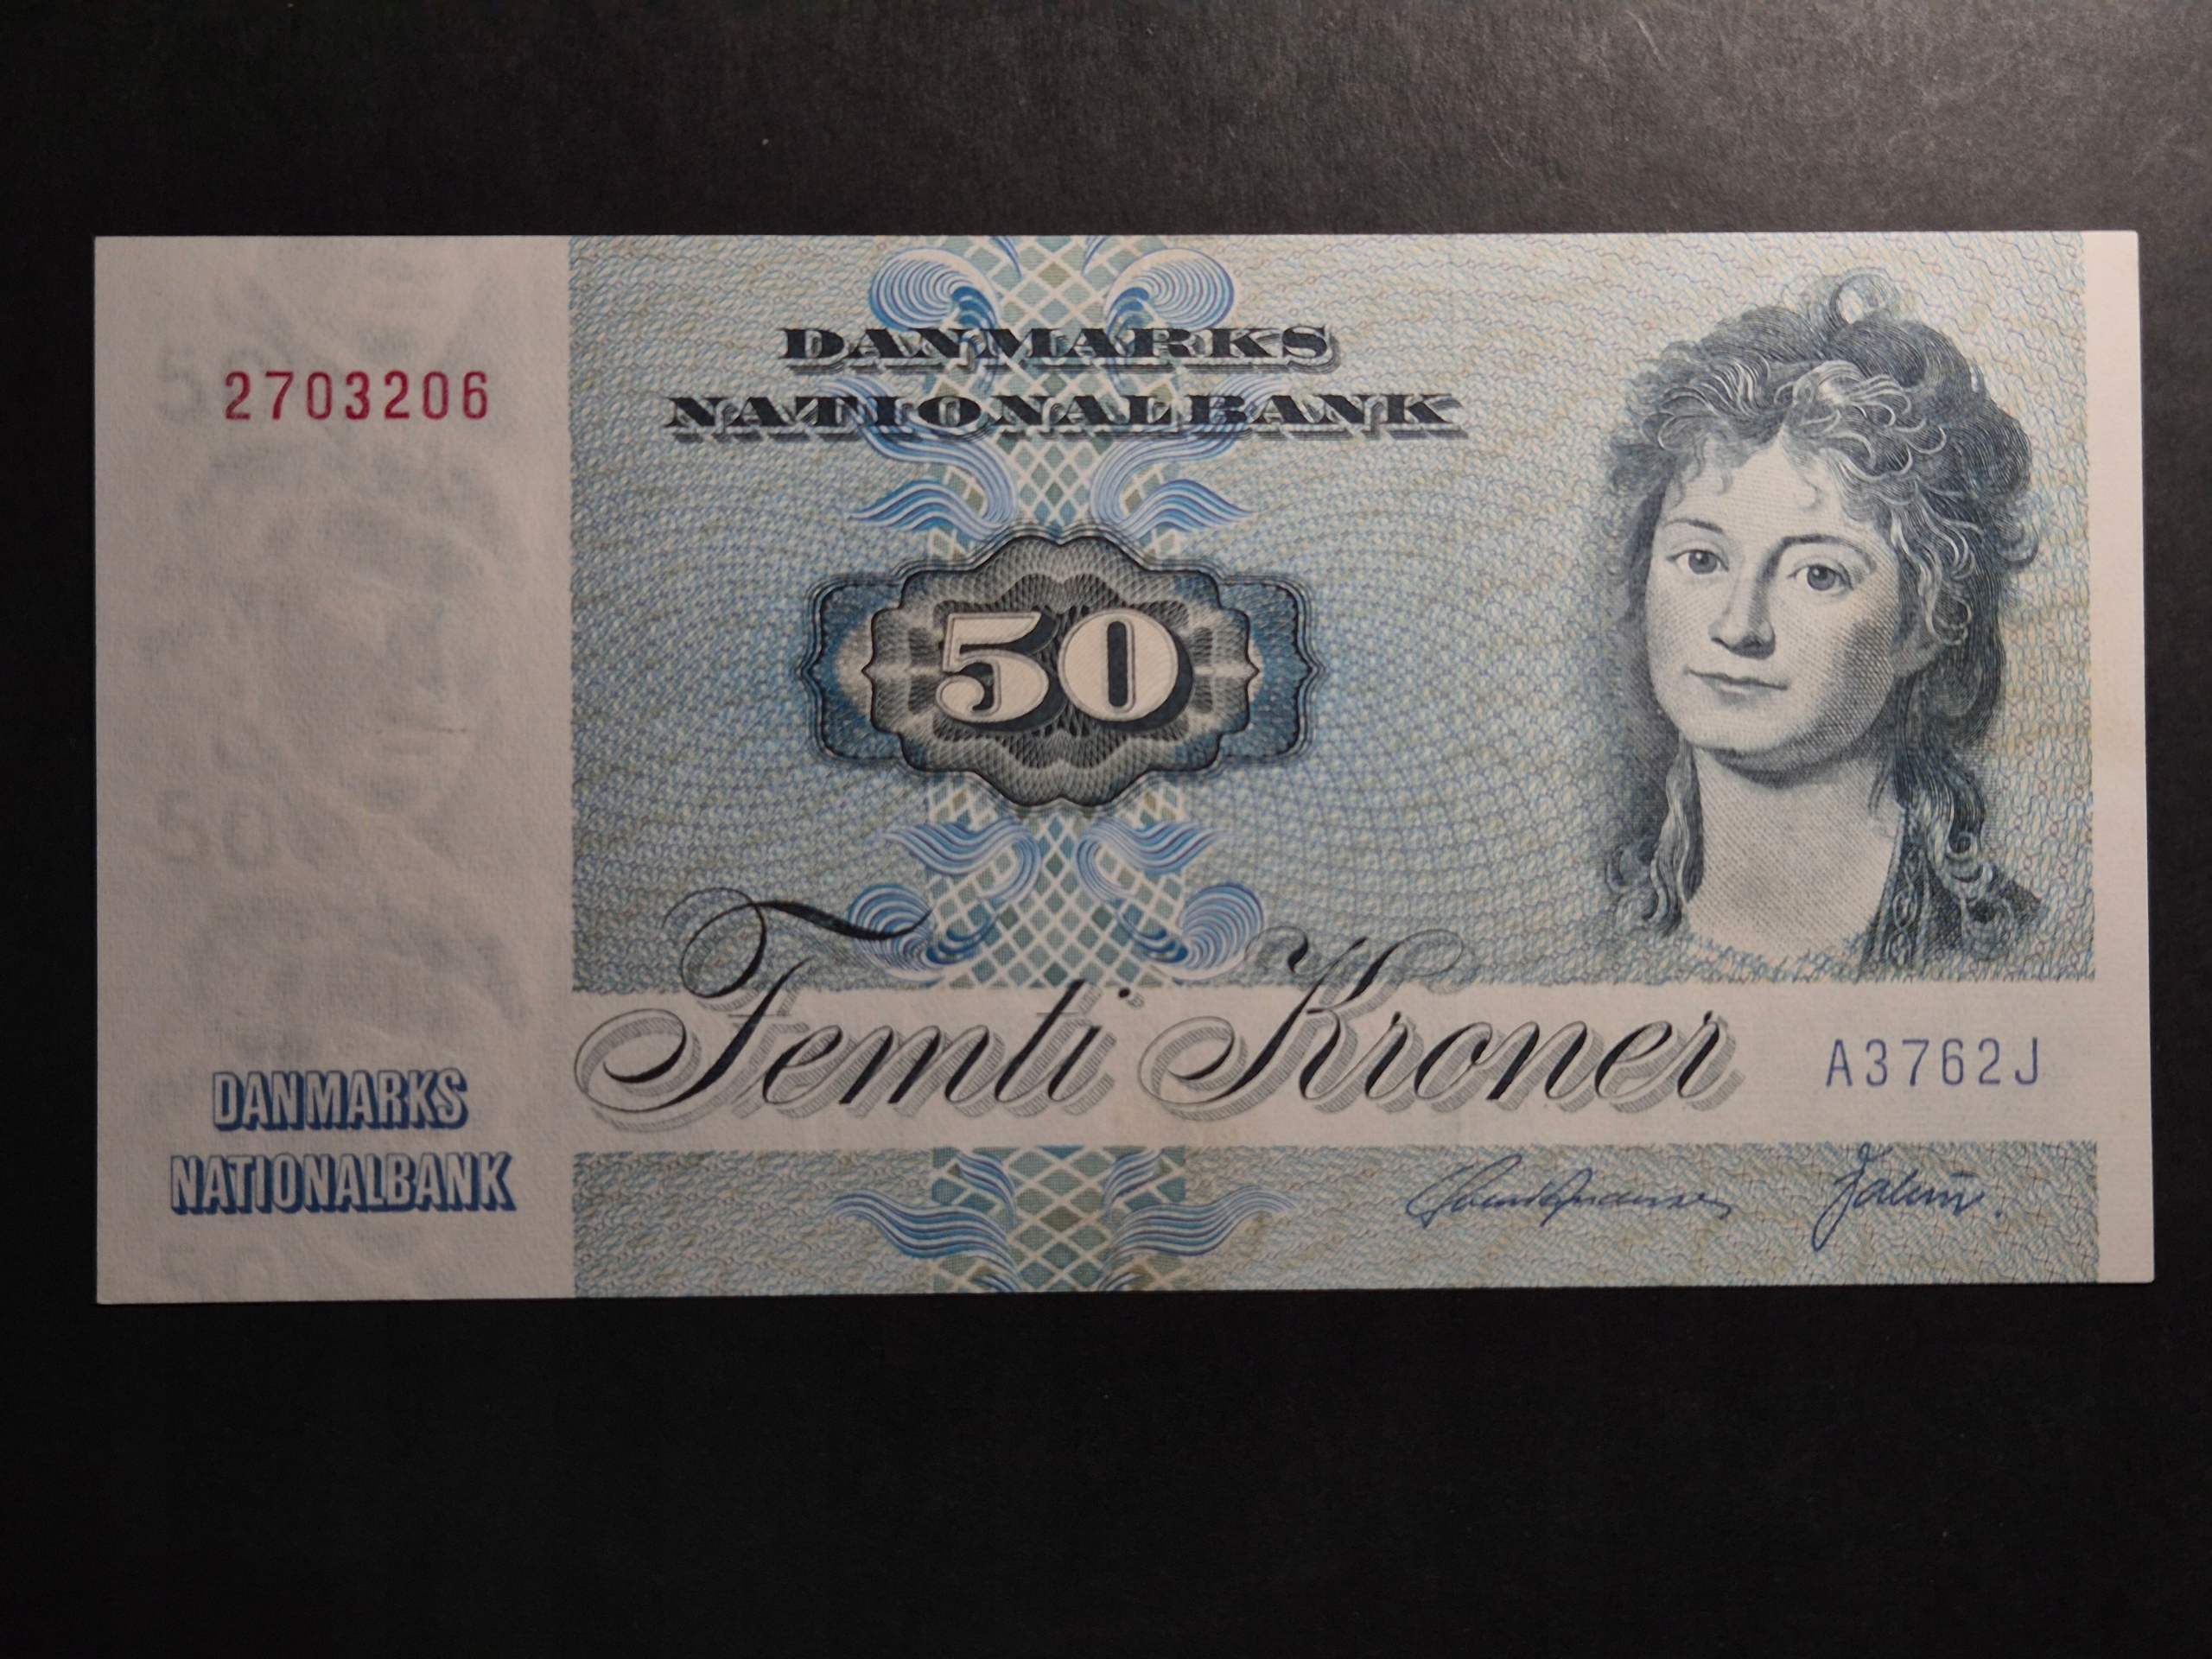 2703206
DANMARKS
NATIONALBANK
50
Femti Kroner
A3762J
DANMARKS
NATIONALBANK